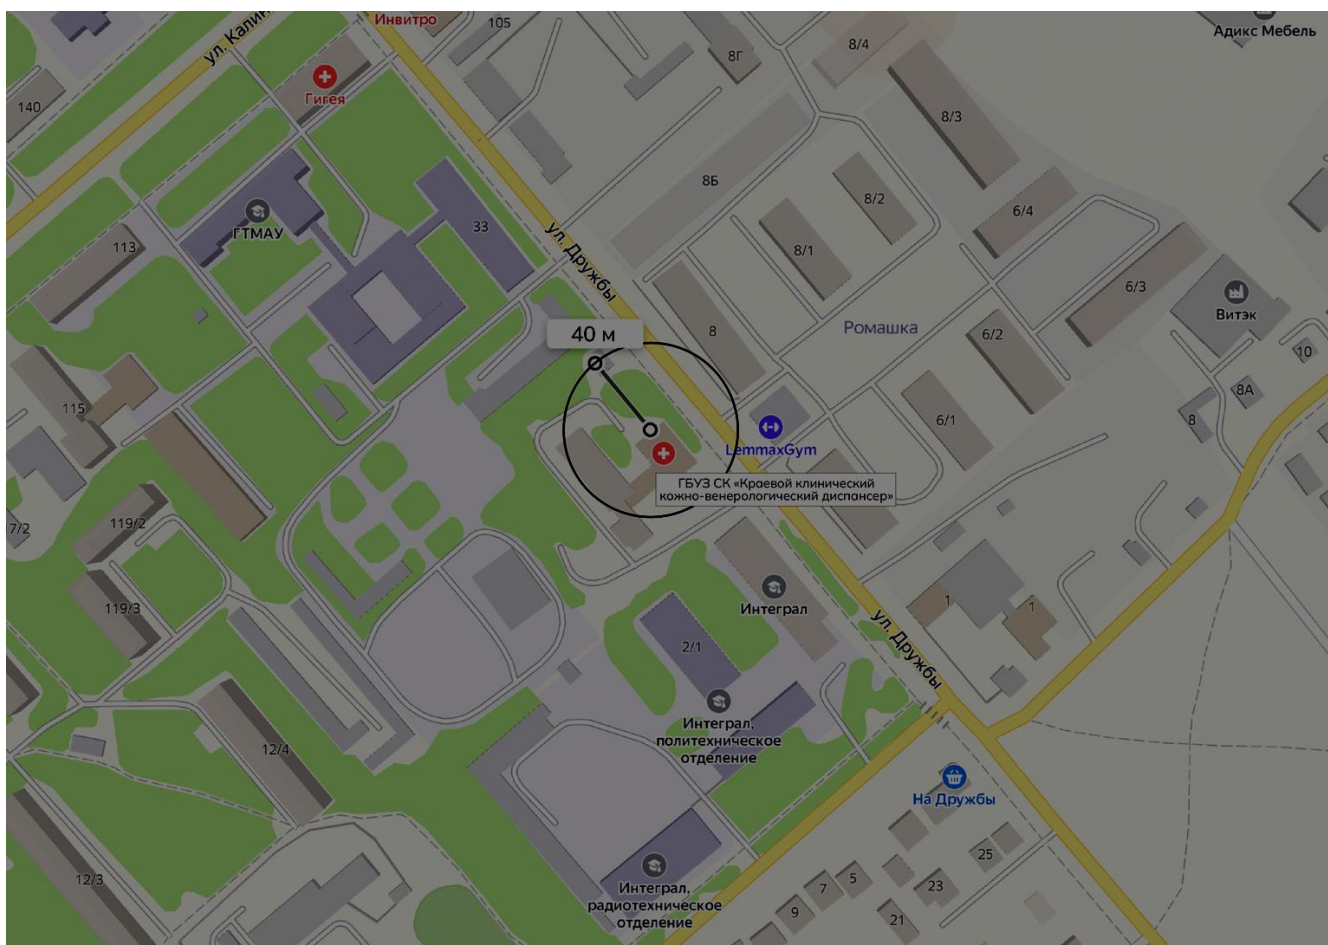 Инвитро
105
ул. Калин
8Г
8/4
Адикс Мебель
140
Гигея
8/3
8Б
8/2
6/4
ГТМАУ
33
ул. Дружбы
8/1
113
6/3
Витэк
40 м
8
Ромашка
6/2
10
8А
115
6/1
8
LemmaxGym
ГБУЗ СК «Краевой клинический
кожно-венерологический диспансер»
7/2
119/2
Интеграл
119/3
1
1
ул. Дружбы
2/1
Интеграл,
политехническое
отделение
12/4
На Дружбы
25
12/3
Интеграл,
радиотехническое
отделение
7
5
23
9
21